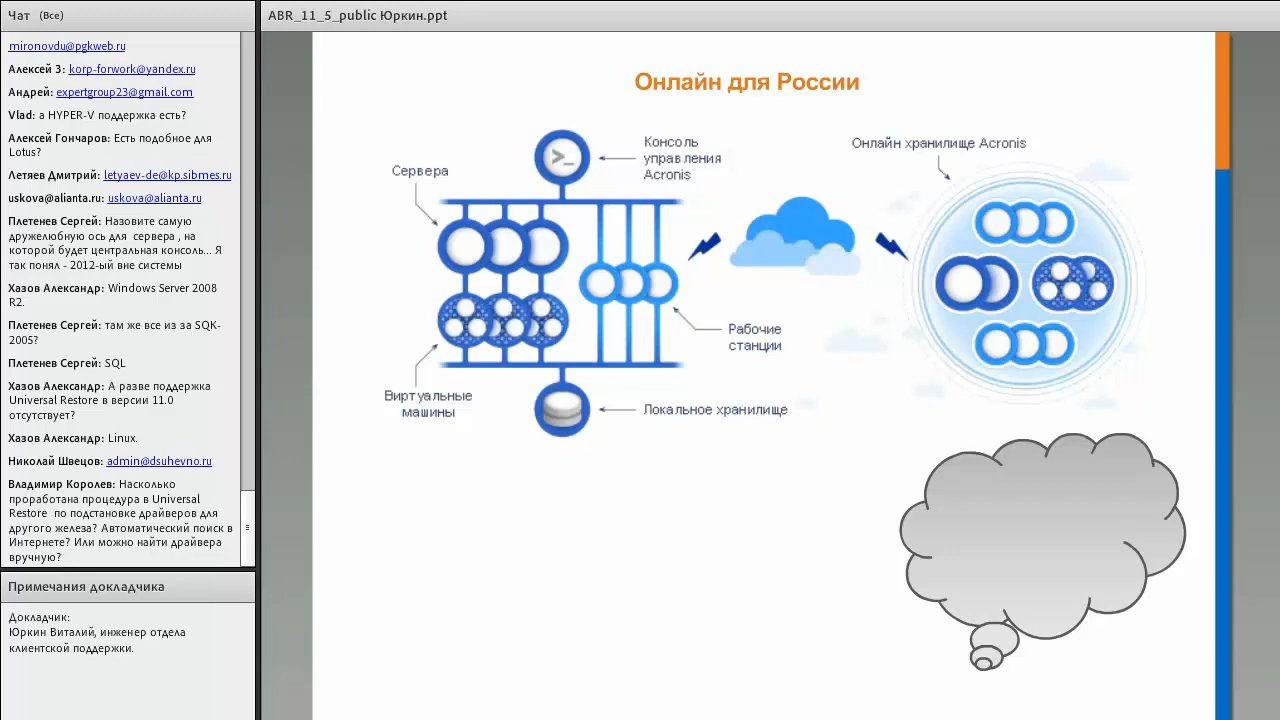 Чат (Все)
mironovdu@pgkweb.ru
Алексей З: korp-forwork@yandex.ru
Андрей: expertgroup23@gmail.com
Vlad: а HYPER-V поддержка есть?
Алексей Гончаров: Есть подобное для
Lotus?
Летяев Дмитрий: letyaev-de@kp.sibmes.ru
uskova@alianta.ru: uskova@alianta.ru
Плетенев Сергей: Назовите самую
дружелюбную ось для сервера , на
которой будет центральная консоль... Я
так понял - 2012-ый вне системы
Хазов Александр: Windows Server 2008
R2.
Плетенев Сергей: там же все из за SQK-
2005?
Плетенев Сергей: SQL
Хазов Александр: А разве поддержка
Universal Restore в версии 11.0
отсутствует?
Хазов Александр: Linux.
Николай Швецов: admin@dsuhevno.ru
Владимир Королев: Насколько
проработана процедура в Universal
Restore по подстановке драйверов для
другого железа? Автоматический поиск в
Интернете? Или можно найти драйвера
вручную?
Примечания докладчика
Докладчик:
Юркин Виталий, инженер отдела
клиентской поддержки.
ABR_11_5_public Юркин.ppt
Онлайн для России
Консоль
управления
Acronis
Онлайн хранилище Acronis
Сервера
>_
Рабочие
станции
Виртуальные
машины
Локальное хранилище